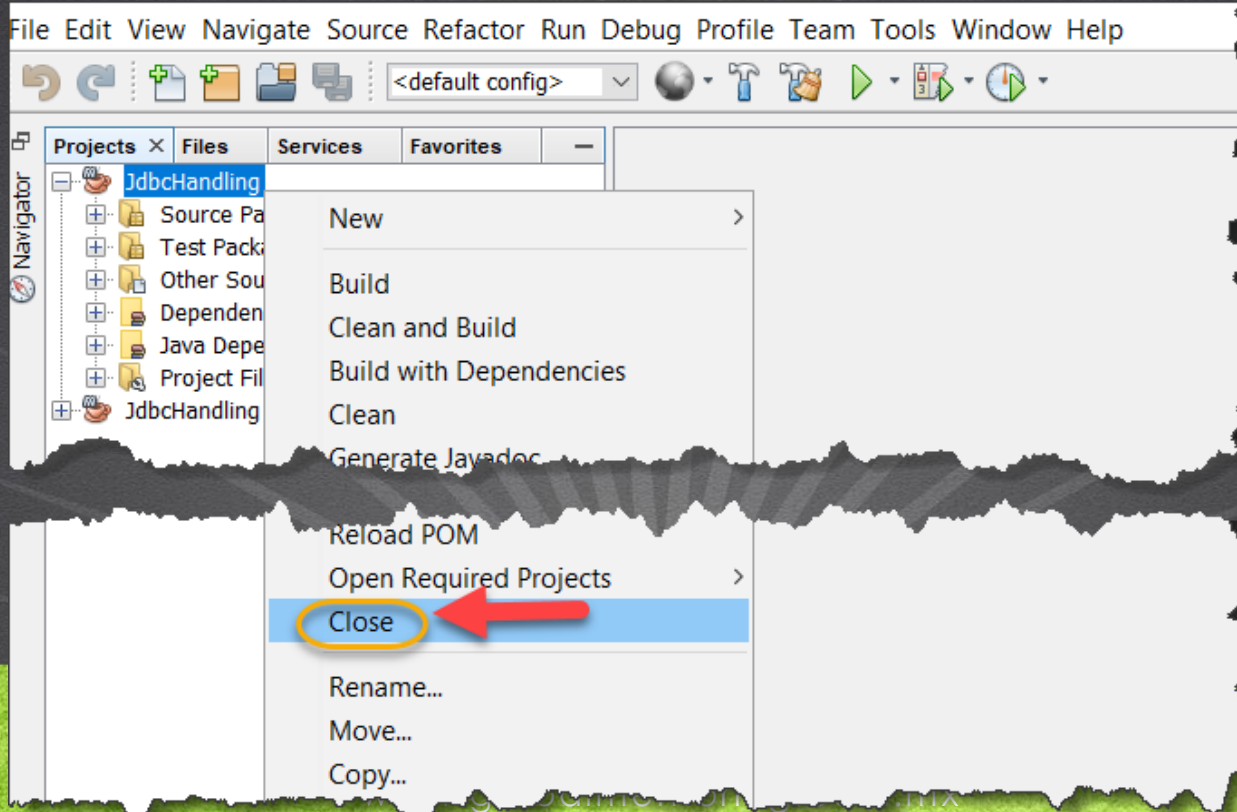 File Edit View Navigate Source Refactor Run Debug Profile Team Tools Window Help
<default config>
Projects Files Services Favorites
Navigator
JdbcHandling
Source Pa
Test Packa
Other Sou
Dependen
Java Depe
Project Fil
JdbcHandling
New
Build
Clean and Build
Build with Dependencies
Clean
Generate Javadoc
Reload POM
Open Required Projects
Close
Rename...
Move...
Copy...